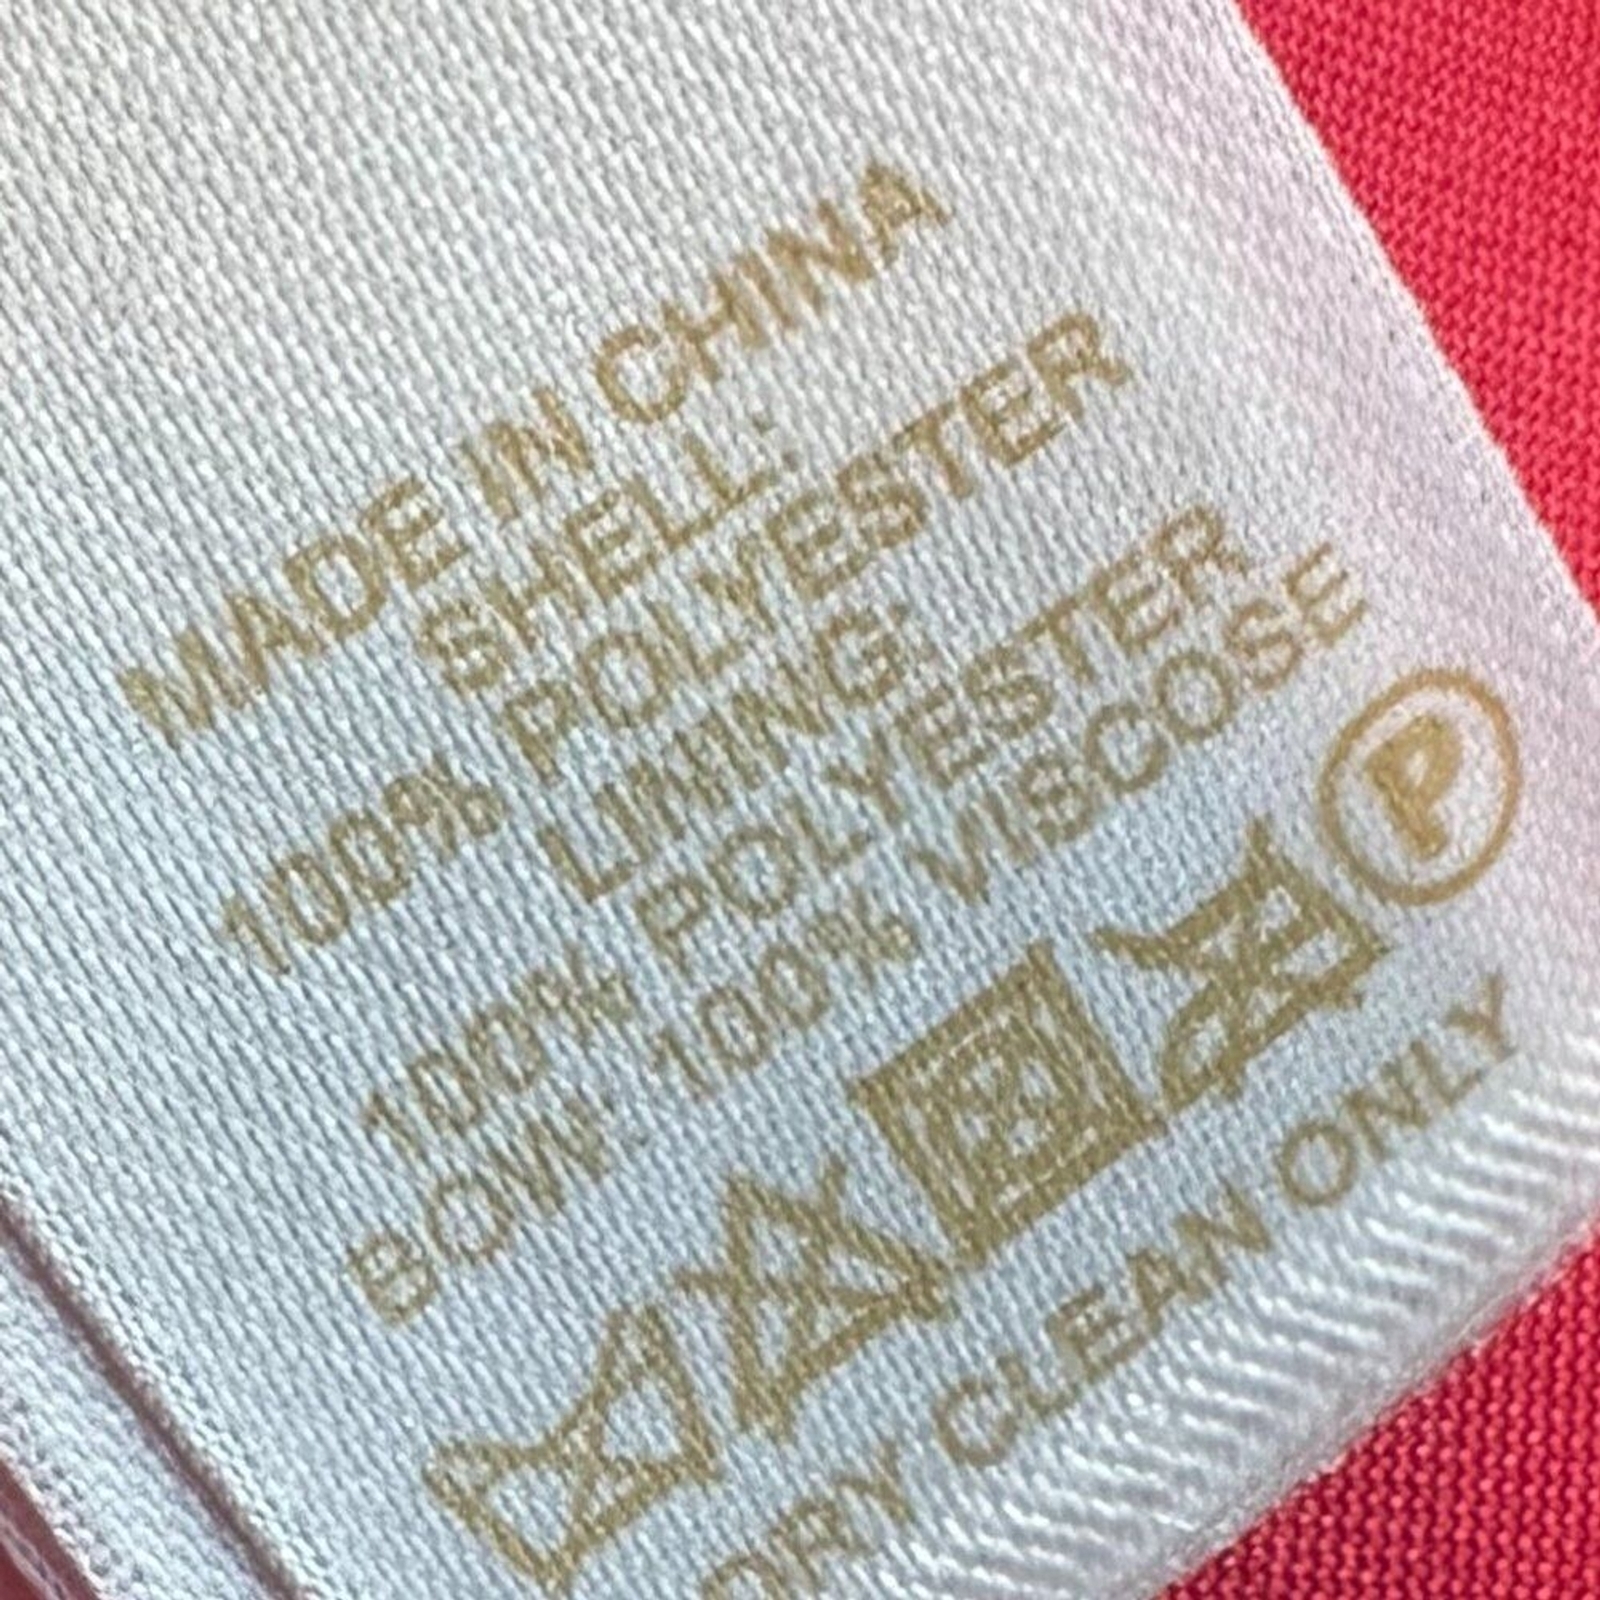 MADE IN CHINA
SHELL:
100% POLYESTER
LINING:
100% POLYESTER
BOW: 100% VISCOSE
P
DRY CLEAN ONLY